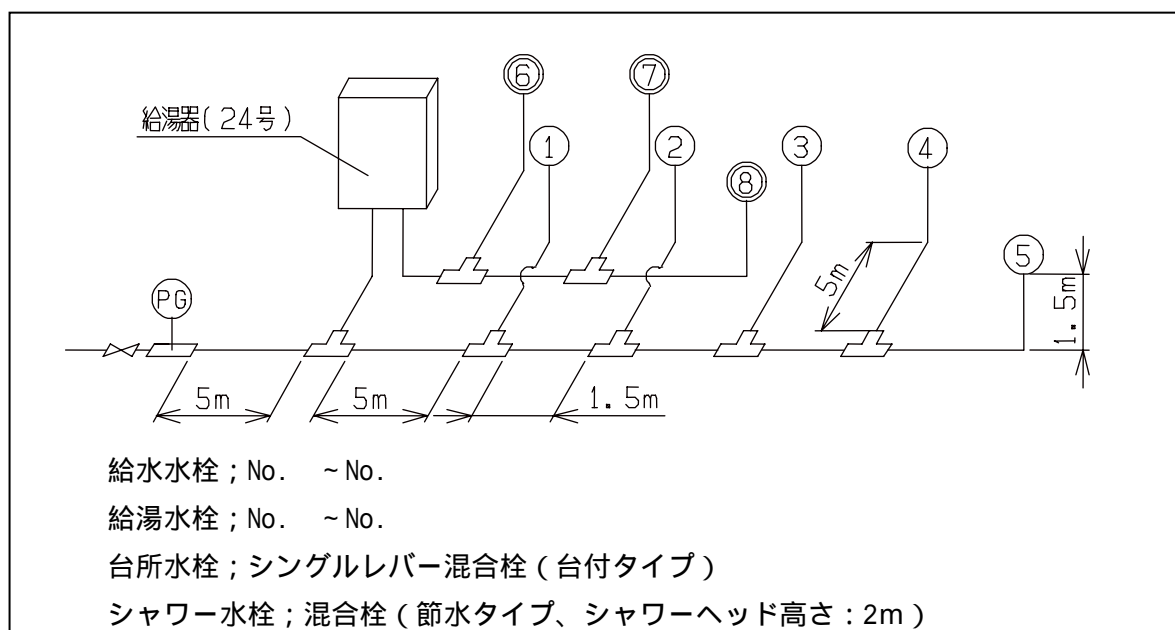 ⑥ ⑦
給湯器(24号)
① ② ③ ④
⑧
5m
⑤
PG
1.5m
5m 5m 1.5m
給水水栓;No. ~No.
給湯水栓;No. ~No.
台所水栓;シングルレバー混合栓(台付タイプ)
シャワー水栓;混合栓(節水タイプ、シャワーヘッド高さ:2m)